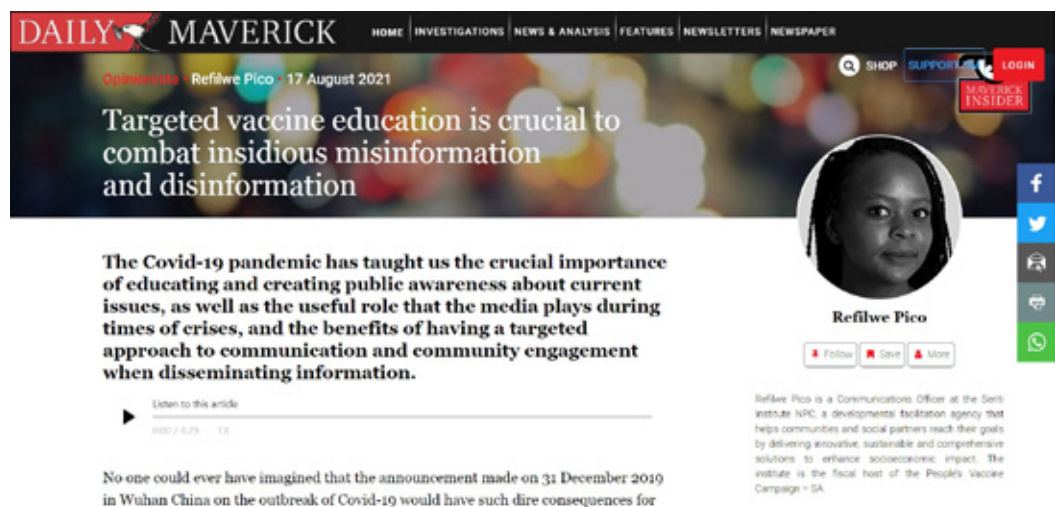 DAILY MAVERICK
HOME INVESTIGATIONS NEWS & ANALYSIS FEATURES NEWSLETTERS NEWSPAPER
SHOP SUPPORT LOGIN
MAVERICK
INSIDER
Opinionista • Refilwe Pico • 17 August 2021
Targeted vaccine education is crucial to
combat insidious misinformation
and disinformation
The Covid-19 pandemic has taught us the crucial importance
of educating and creating public awareness about current
issues, as well as the useful role that the media plays during
times of crises, and the benefits of having a targeted
approach to communication and community engagement
when disseminating information.
Listen to this article
0:00 / 4:29 1X
No one could ever have imagined that the announcement made on 31 December 2019
in Wuhan China on the outbreak of Covid-19 would have such dire consequences for
Refilwe Pico
Follow Save More
Refilwe Pico is a Communications Officer at the Seriti
Institute NPC, a developmental facilitation agency that
helps communities and social partners reach their goals
by delivering innovative, sustainable and comprehensive
solutions to enhance socioeconomic impact. The
institute is the fiscal host of the People's Vaccine
Campaign – SA.